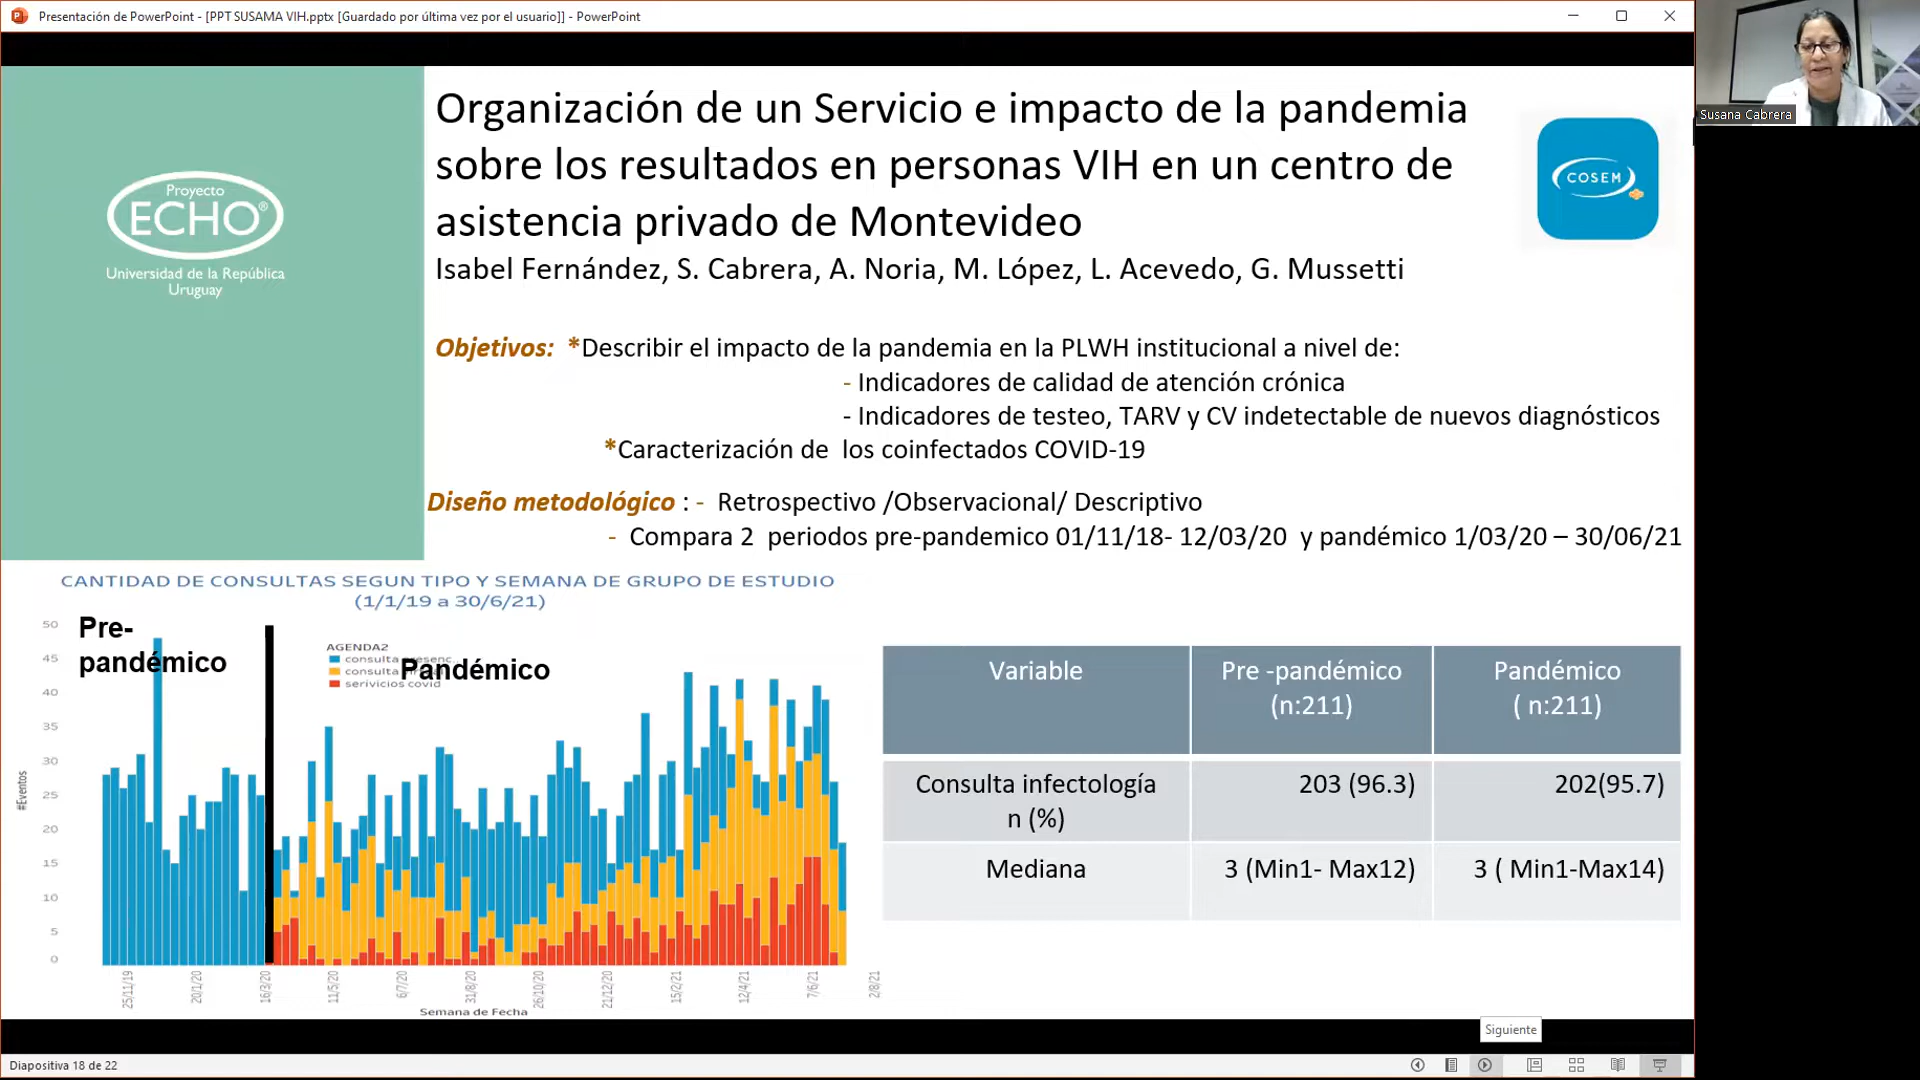 Presentación de PowerPoint - [PPT SUSAMA VIH.pptx [Guardado por última vez por el usuario]] - PowerPoint
Susana Cabrera
Proyecto
ECHO®
Universidad de la República
Uruguay
Organización de un Servicio e impacto de la pandemia
sobre los resultados en personas VIH en un centro de
asistencia privado de Montevideo
Isabel Fernández, S. Cabrera, A. Noria, M. López, L. Acevedo, G. Mussetti
COSEM
Objetivos: *Describir el impacto de la pandemia en la PLWH institucional a nivel de:
- Indicadores de calidad de atención crónica
- Indicadores de testeo, TARV y CV indetectable de nuevos diagnósticos
*Caracterización de los coinfectados COVID-19
Diseño metodológico : - Retrospectivo /Observacional/ Descriptivo
- Compara 2 periodos pre-pandemico 01/11/18- 12/03/20 y pandémico 1/03/20 – 30/06/21
CANTIDAD DE CONSULTAS SEGUN TIPO Y SEMANA DE GRUPO DE ESTUDIO
(1/1/19 a 30/6/21)
Pre-
pandémico
Pandémico
AGENDA2
consulta presenc...
consulta
serivicios covid
50
45
40
35
30
25
20
15
10
5
0
#Eventos
25/11/19
20/1/20
16/3/20
11/5/20
6/7/20
31/8/20
26/10/20
21/12/20
15/2/21
12/4/21
7/6/21
2/8/21
Semana de Fecha
Variable
Pre -pandémico
(n:211)
Pandémico
( n:211)
Consulta infectología
n (%)
203 (96.3)
202(95.7)
Mediana
3 (Min1- Max12)
3 ( Min1-Max14)
Siguiente
Diapositiva 18 de 22